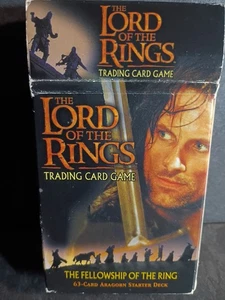 THE
LORD
OF THE
RINGS
TRADING CARD GAME
THE
LORD
OF THE
RINGS
TRADING CARD GAME
THE FELLOWSHIP OF THE RING
63-CARD ARAGORN STARTER DECK